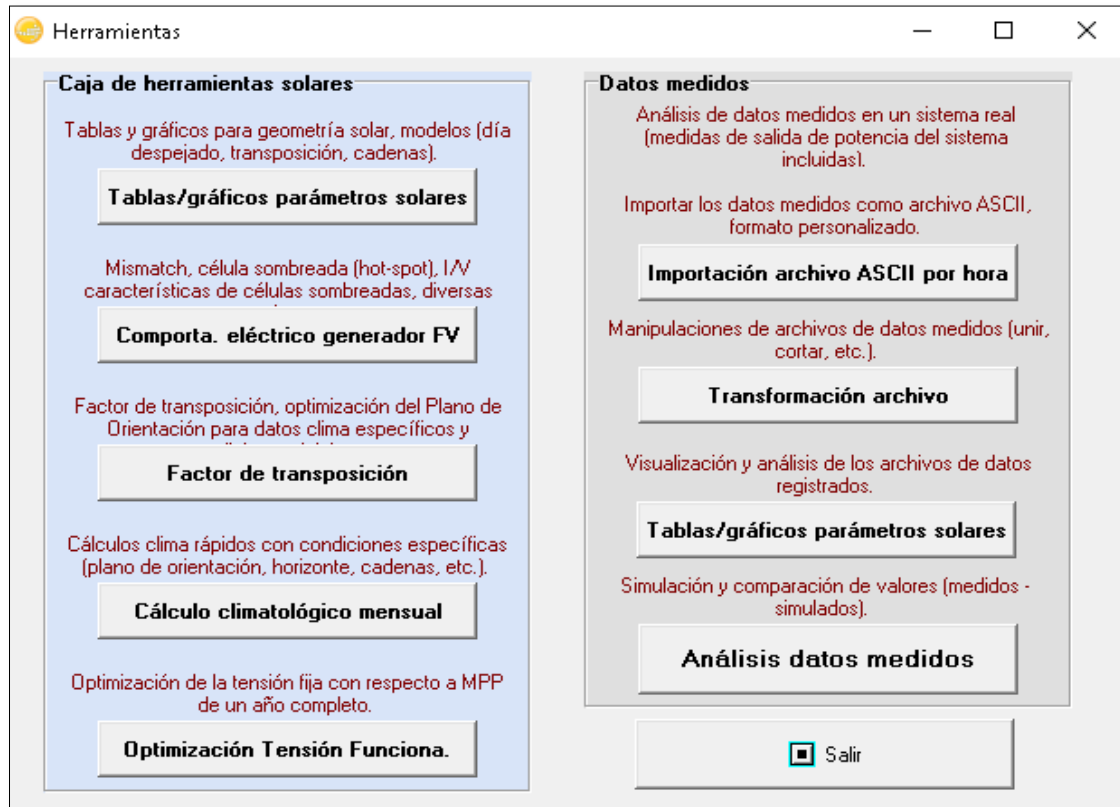 Herramientas
Caja de herramientas solares
Tablas y gráficos para geometría solar, modelos (día
despejado, transposición, cadenas).
Tablas/gráficos parámetros solares
Mismatch, célula sombreada (hot-spot), I/V
características de células sombreadas, diversas
Comporta. eléctrico generador FV
Factor de transposición, optimización del Plano de
Orientación para datos clima específicos y
Factor de transposición
Cálculos clima rápidos con condiciones específicas
(plano de orientación, horizonte, cadenas, etc.).
Cálculo climatológico mensual
Optimización de la tensión fija con respecto a MPP
de un año completo.
Optimización Tensión Funciona.
Datos medidos
Análisis de datos medidos en un sistema real
(medidas de salida de potencia del sistema
incluidas).
Importar los datos medidos como archivo ASCII,
formato personalizado.
Importación archivo ASCII por hora
Manipulaciones de archivos de datos medidos (unir,
cortar, etc.).
Transformación archivo
Visualización y análisis de los archivos de datos
registrados.
Tablas/gráficos parámetros solares
Simulación y comparación de valores (medidos -
simulados).
Análisis datos medidos
Salir